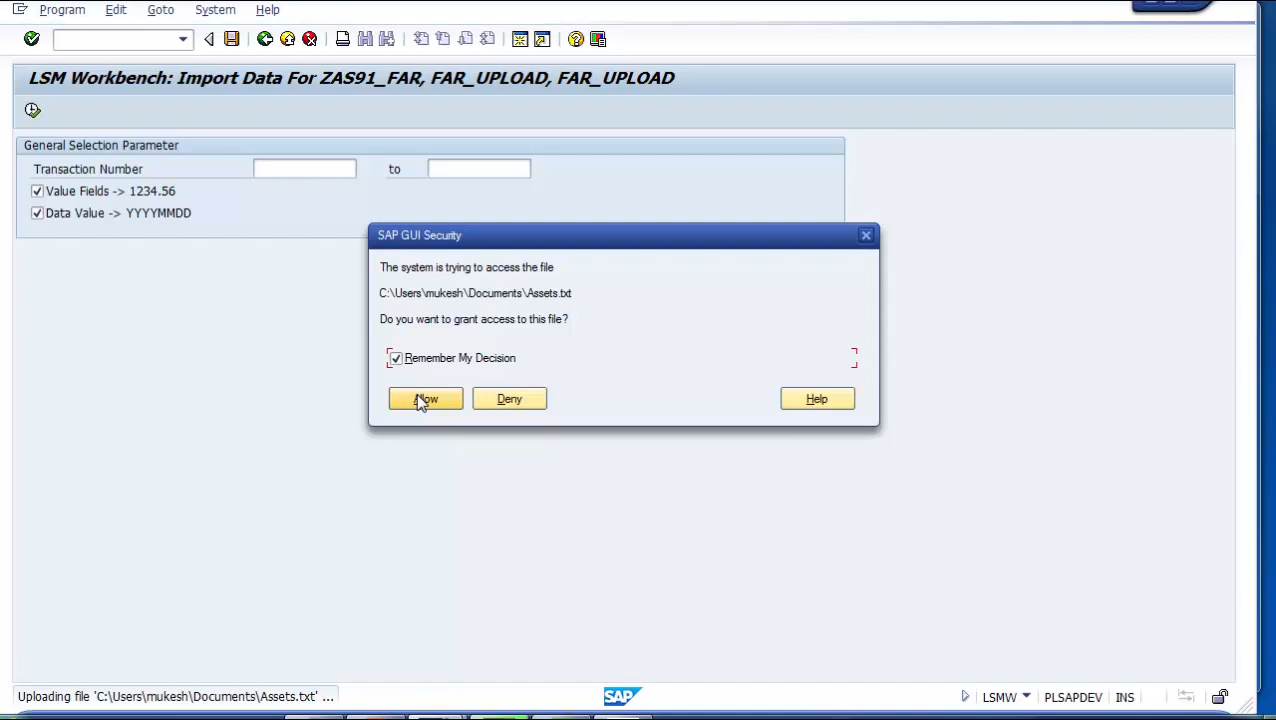 Program Edit Goto System Help
LSM Workbench: Import Data For ZAS91_FAR, FAR_UPLOAD, FAR_UPLOAD
General Selection Parameter
Transaction Number to
Value Fields -> 1234.56
Data Value -> YYYYMMDD
SAP GUI Security
The system is trying to access the file
C:\Users\mukesh\Documents\Assets.txt
Do you want to grant access to this file?
Remember My Decision
Allow Deny Help
Uploading file 'C:\Users\mukesh\Documents\Assets.txt' ... SAP LSMW PLSAPDEV INS